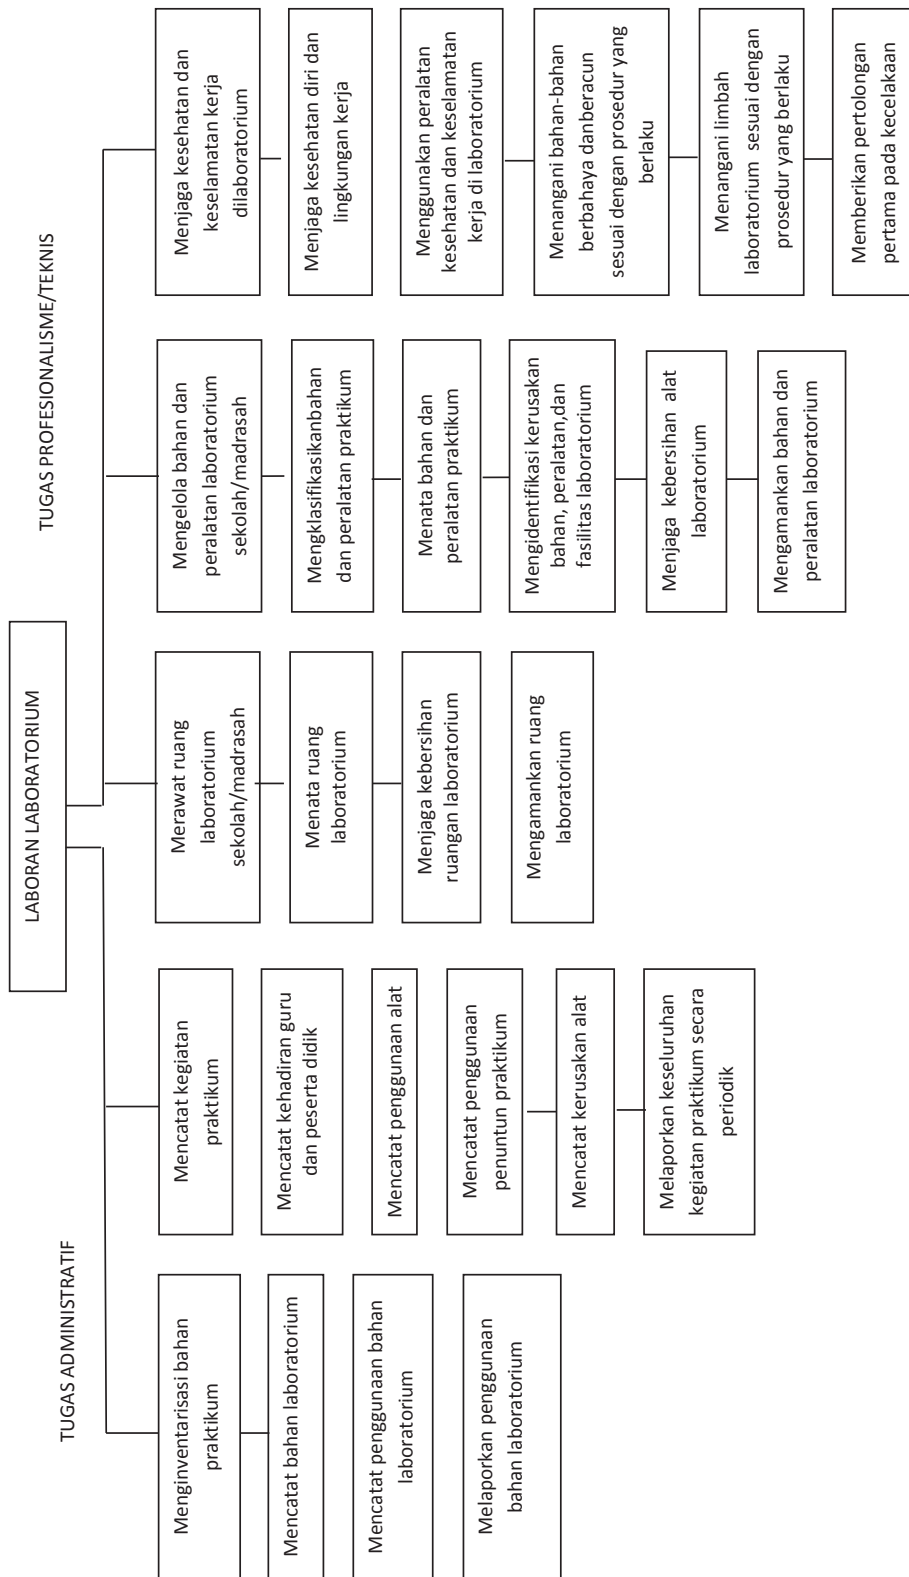 LABORAN LABORATORIUM
TUGAS ADMINISTRATIF
TUGAS PROFESIONALISME/TEKNIS
Menginventarisasi bahan
praktikum
Mencatat bahan laboratorium
Mencatat penggunaan bahan
laboratorium
Melaporkan penggunaan
bahan laboratorium
Mencatat kegiatan
praktikum
Mencatat kehadiran guru
dan peserta didik
Mencatat penggunaan alat
Mencatat penggunaan
penuntun praktikum
Mencatat kerusakan alat
Melaporkan keseluruhan
kegiatan praktikum secara
periodik
Merawat ruang
laboratorium
sekolah/madrasah
Menata ruang
laboratorium
Menjaga kebersihan
ruangan laboratorium
Mengamankan ruang
laboratorium
Mengelola bahan dan
peralatan laboratorium
sekolah/madrasah
Mengklasifikasikanbahan
dan peralatan praktikum
Menata bahan dan
peralatan praktikum
Mengidentifikasi kerusakan
bahan, peralatan,dan
fasilitas laboratorium
Menjaga kebersihan alat
laboratorium
Mengamankan bahan dan
peralatan laboratorium
Menjaga kesehatan dan
keselamatan kerja
dilaboratorium
Menjaga kesehatan diri dan
lingkungan kerja
Menggunakan peralatan
kesehatan dan keselamatan
kerja di laboratorium
Menangani bahan-bahan
berbahaya danberacun
sesuai dengan prosedur yang
berlaku
Menangani limbah
laboratorium sesuai dengan
prosedur yang berlaku
Memberikan pertolongan
pertama pada kecelakaan